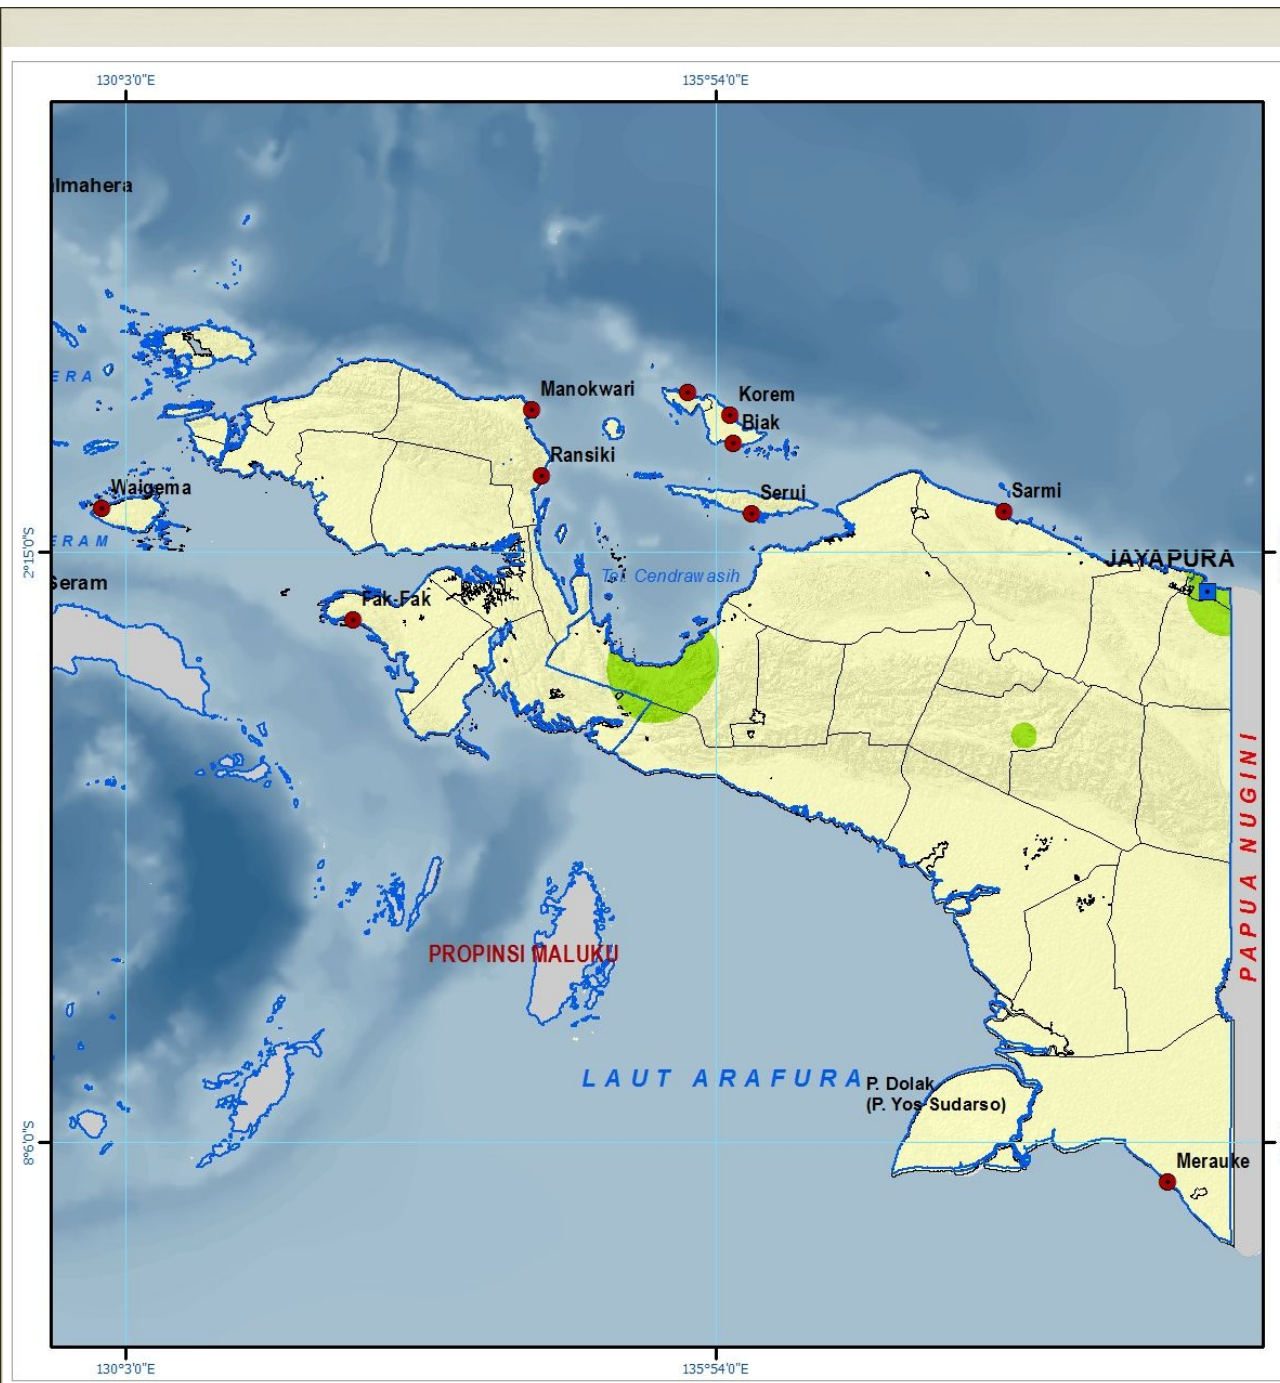 130°3'0"E
135°54'0"E
lmahera
ERA
Manokwari
Korem
Biak
Ransiki
Waigema
Serui
Sarmi
ERAM
2°15'0"S
JAYAPURA
Tel. Cendrawasih
Seram
Fak-Fak
PAPUA NUGINI
PROPINSI MALUKU
LAUT ARAFURA
P. Dolak
(P. Yos Sudarso)
8°6'0"S
Merauke
130°3'0"E
135°54'0"E